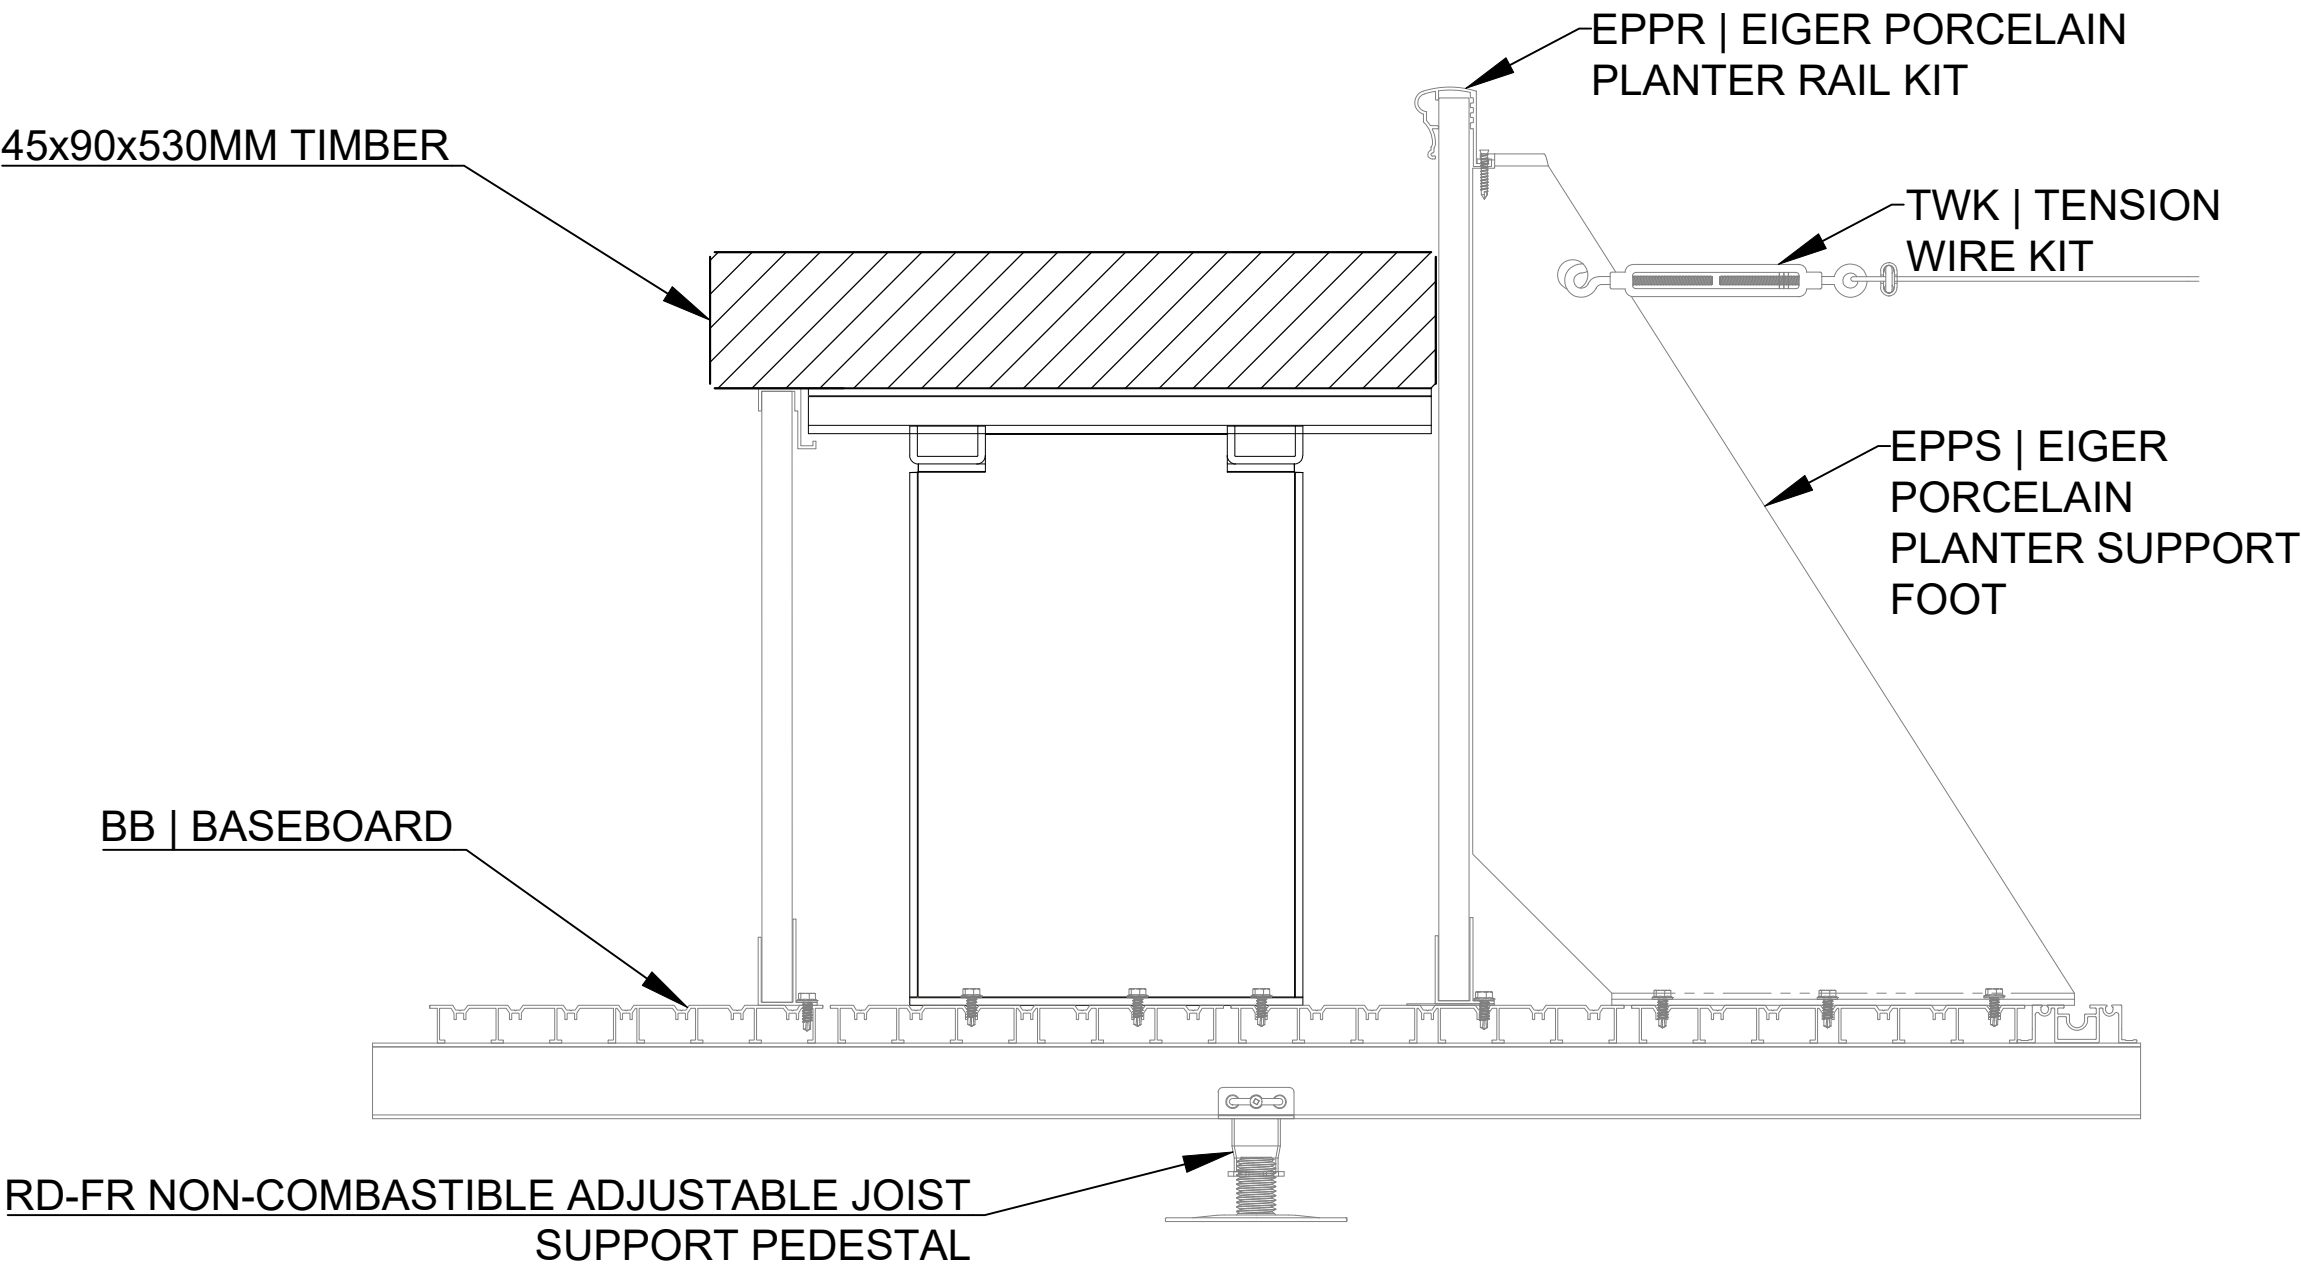 EPPR | EIGER PORCELAIN
PLANTER RAIL KIT
45x90x530MM TIMBER
TWK | TENSION
WIRE KIT
EPPS | EIGER
PORCELAIN
PLANTER SUPPORT
FOOT
BB | BASEBOARD
RD-FR NON-COMBASTIBLE ADJUSTABLE JOIST
SUPPORT PEDESTAL